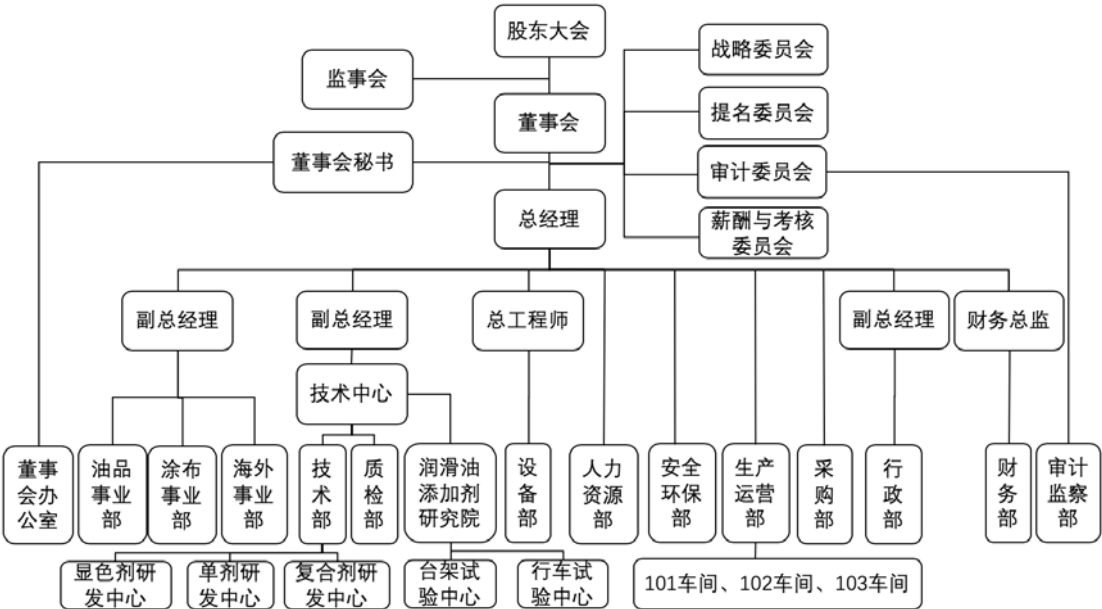 股东大会
战略委员会
监事会
提名委员会
董事会
董事会秘书
审计委员会
总经理
薪酬与考核
委员会
副总经理
副总经理
总工程师
副总经理
财务总监
技术中心
董事
会办
公室
油品
事业
部
涂布
事业
部
海外
事业
部
技
术
部
质
检
部
润滑油
添加剂
研究院
设
备
部
人力
资源
部
安全
环保
部
生产
运营
部
采
购
部
行
政
部
财
务
部
审计
监察
部
显色剂研
发中心
单剂研
发中心
复合剂研
发中心
台架试
验中心
行车试
验中心
101车间、102车间、103车间